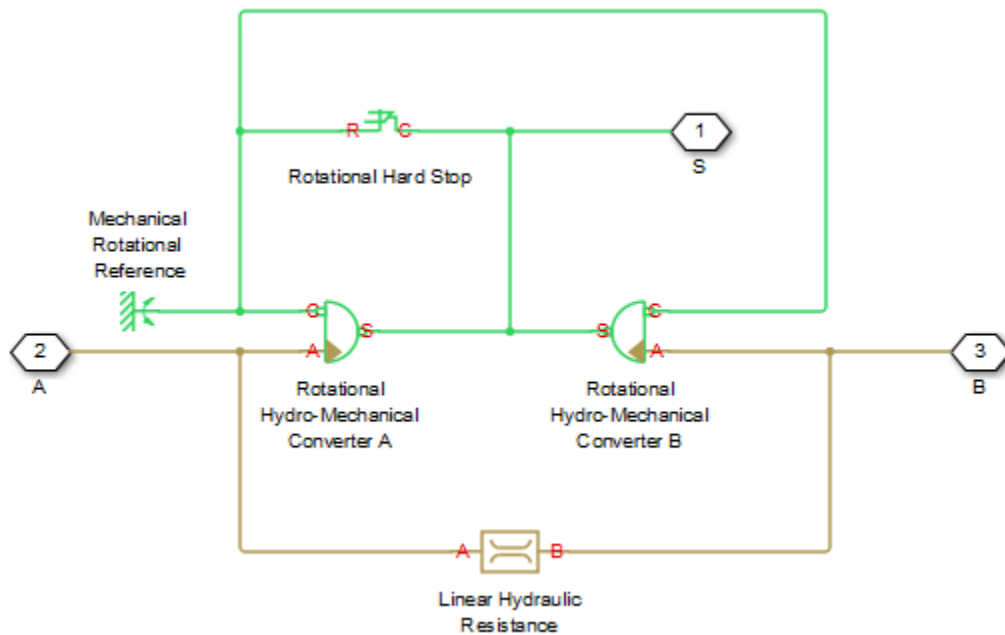 R
C
1
S
Rotational Hard Stop
Mechanical
Rotational
Reference
C
S
S
C
2
A
A
A
3
B
Rotational
Hydro-Mechanical
Converter A
Rotational
Hydro-Mechanical
Converter B
A
B
Linear Hydraulic
Resistance